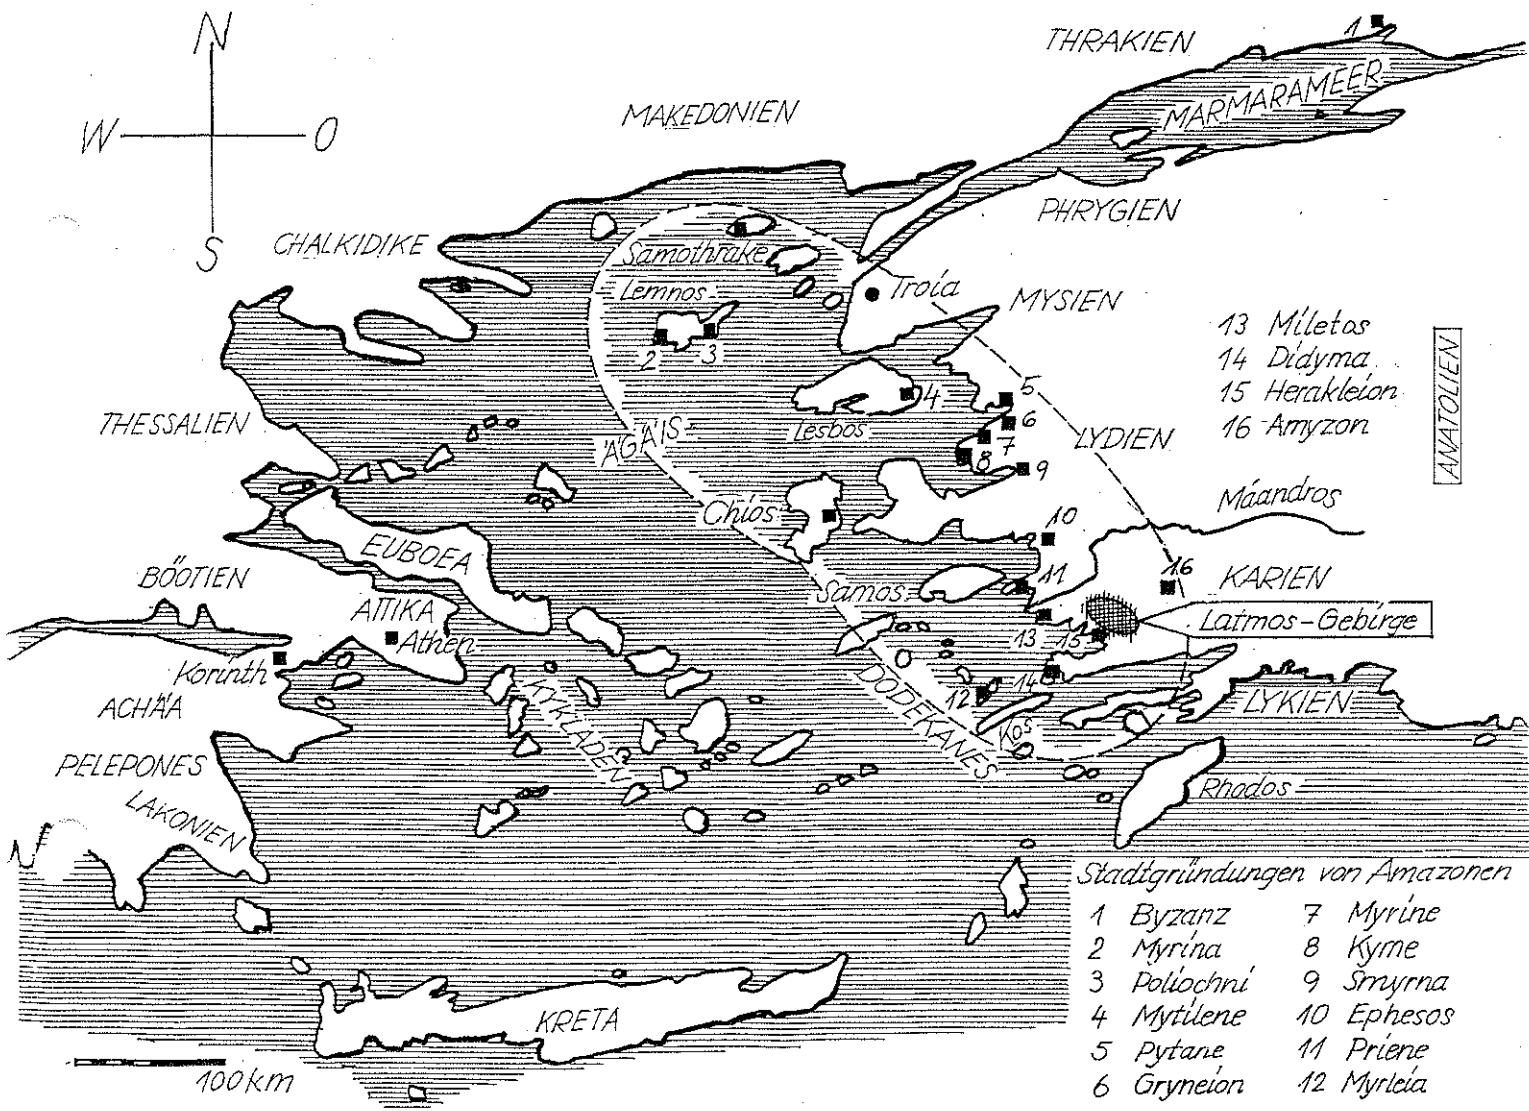 N
W
O
S
THRAKIEN
1
MARMARAMEER
MAKEDONIEN
PHRYGIEN
CHALKIDIKE
Samothrake
Lemnos
2
3
Troia
MYSIEN
13 Miletos
14 Didyma
15 Herakleion
16 Amyzon
ANATOLIEN
THESSALIEN
4
Lesbos
5
6
7
8
9
LYDIEN
ÄGÄIS
Chios
Mäandros
10
EUBOEA
BÖOTIEN
ATTIKA
Athen
Korinth
Samos
11
16
KARIEN
Latmos-Gebirge
13
15
14
12
Kos
ACHÄA
KYKLADEN
DODEKANES
LYKIEN
PELEPONES
LAKONIEN
Rhodos
KRETA
100km
Stadtgründungen von Amazonen
1 Byzanz
2 Myrina
3 Poliochni
4 Mytilene
5 Pytane
6 Gryneion
7 Myrine
8 Kyme
9 Smyrna
10 Ephesos
11 Priene
12 Myrleia